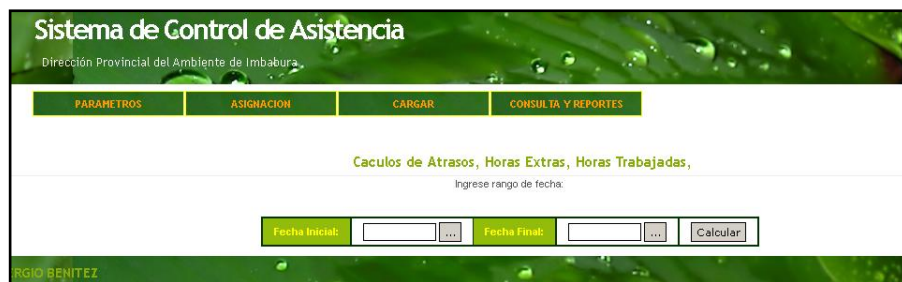 Sistema de Control de Asistencia
Dirección Provincial del Ambiente de Imbabura
PARAMETROS ASIGNACION CARGAR CONSULTA Y REPORTES
Caculos de Atrasos, Horas Extras, Horas Trabajadas,
Ingrese rango de fecha:
Fecha Inicial: ... Fecha Final: ... Calcular
RGIO BENITEZ